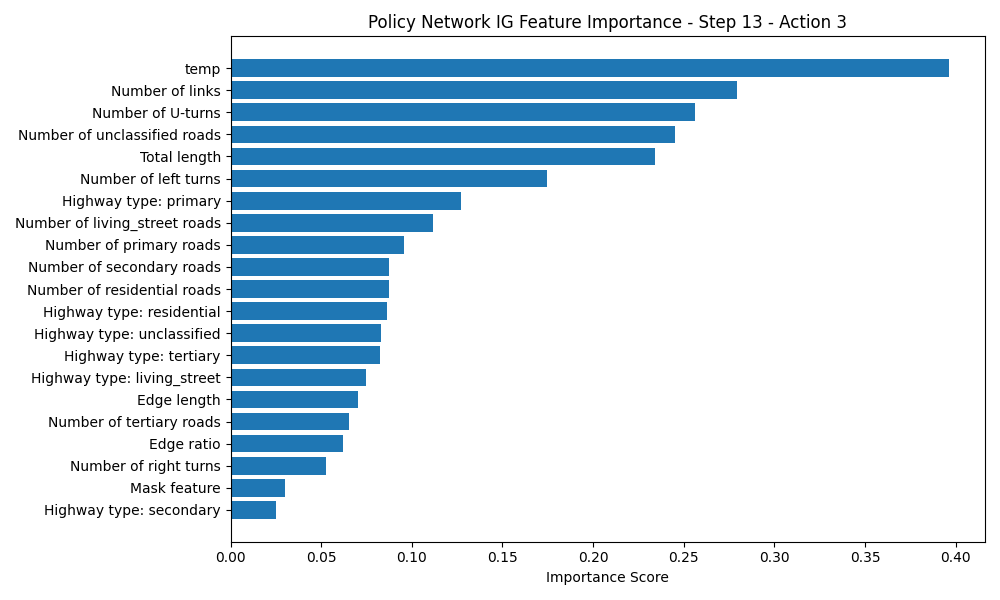 Policy Network IG Feature Importance - Step 13 - Action 3
temp
Number of links
Number of U-turns
Number of unclassified roads
Total length
Number of left turns
Highway type: primary
Number of living_street roads
Number of primary roads
Number of secondary roads
Number of residential roads
Highway type: residential
Highway type: unclassified
Highway type: tertiary
Highway type: living_street
Edge length
Number of tertiary roads
Edge ratio
Number of right turns
Mask feature
Highway type: secondary
0.00 0.05 0.10 0.15 0.20 0.25 0.30 0.35 0.40
Importance Score